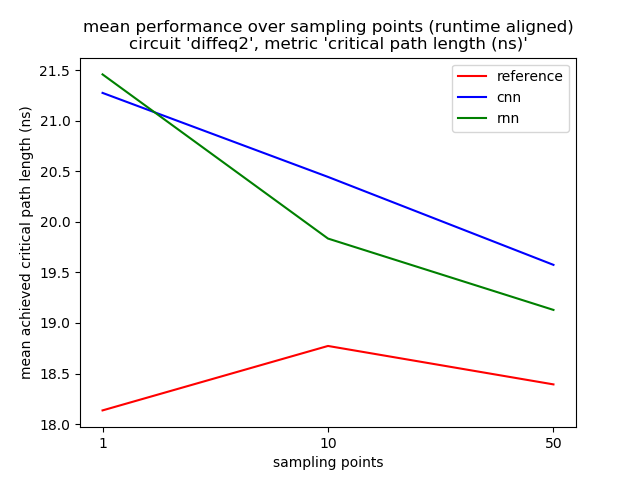 mean performance over sampling points (runtime aligned)
circuit 'diffeq2', metric 'critical path length (ns)'
reference
cnn
rnn
mean achieved critical path length (ns)
21.5
21.0
20.5
20.0
19.5
19.0
18.5
18.0
1
10
50
sampling points